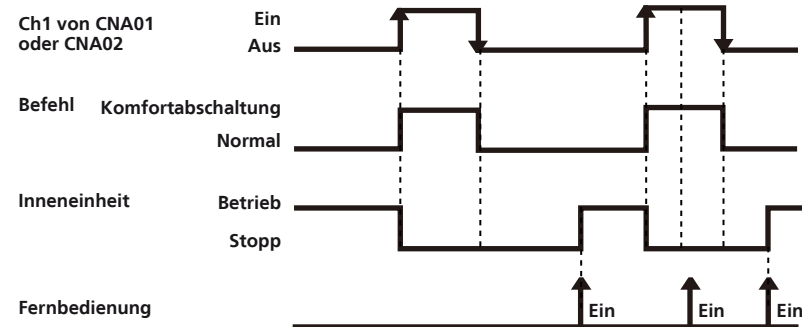 Ch1 von CNA01
oder CNA02
Ein
Aus
Befehl Komfortabschaltung
Normal
Inneneinheit Betrieb
Stopp
Fernbedienung Ein Ein Ein